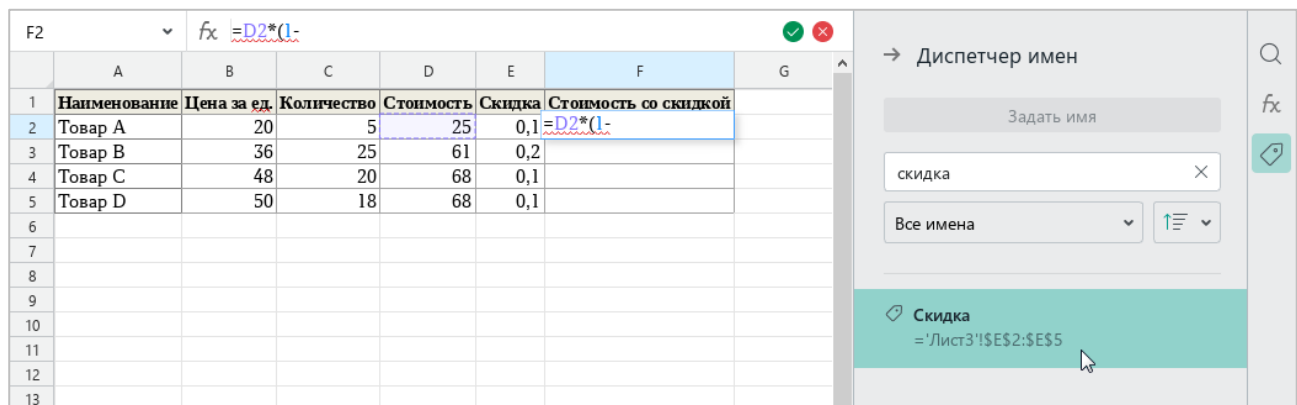 F2 fx =D2*(1-
A B C D E F G
1 Наименование Цена за ед. Количество Стоимость Скидка Стоимость со скидкой
2 Товар A 20 5 25 0,1 =D2*(1-
3 Товар B 36 25 61 0,2
4 Товар C 48 20 68 0,1
5 Товар D 50 18 68 0,1
6
7
8
9
10
11
12
13
→ Диспетчер имен
Задать имя
скидка
Все имена
Скидка
='Лист3'!$E$2:$E$5
fx